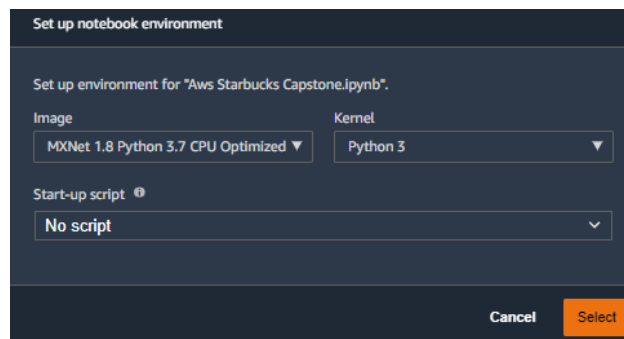 Set up notebook environment
Set up environment for "Aws Starbucks Capstone.ipynb".
Image
Kernel
MXNet 1.8 Python 3.7 CPU Optimized
Python 3
Start-up script
No script
Cancel
Select